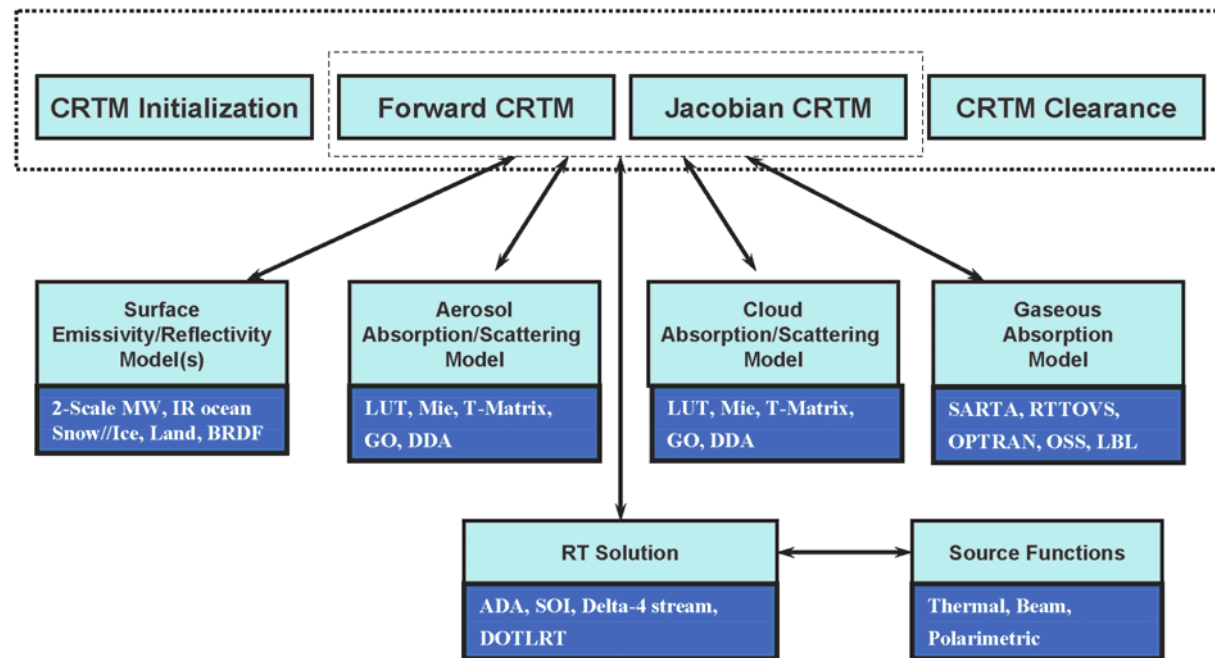 CRTM Initialization
Forward CRTM
Jacobian CRTM
CRTM Clearance
Surface
Emissivity/Reflectivity
Model(s)
2-Scale MW, IR ocean
Snow//Ice, Land, BRDF
Aerosol
Absorption/Scattering
Model
LUT, Mie, T-Matrix,
GO, DDA
Cloud
Absorption/Scattering
Model
LUT, Mie, T-Matrix,
GO, DDA
Gaseous
Absorption
Model
SARTA, RTTOVS,
OPTRAN, OSS, LBL
RT Solution
ADA, SOI, Delta-4 stream,
DOTLRT
Source Functions
Thermal, Beam,
Polarimetric